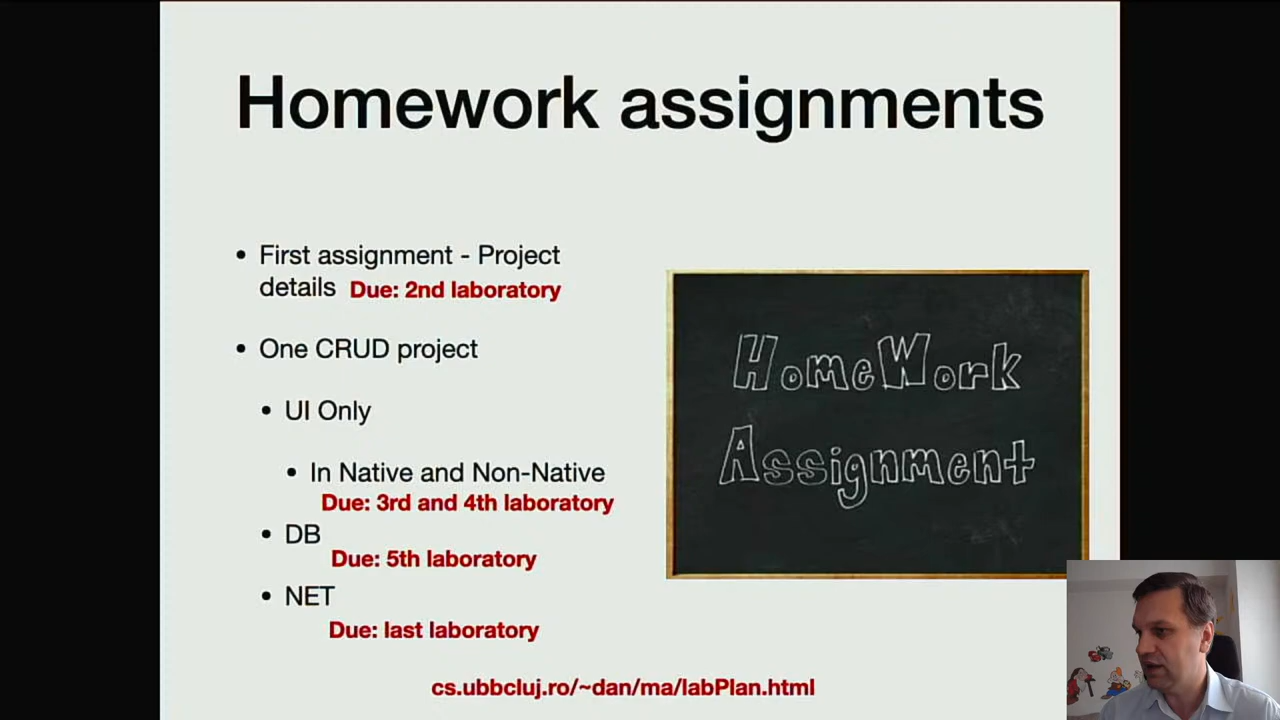 Homework assignments
• First assignment - Project
details Due: 2nd laboratory
• One CRUD project
• UI Only
• In Native and Non-Native
Due: 3rd and 4th laboratory
• DB
Due: 5th laboratory
• NET
Due: last laboratory
HomeWork
Assignment
cs.ubbcluj.ro/~dan/ma/labPlan.html